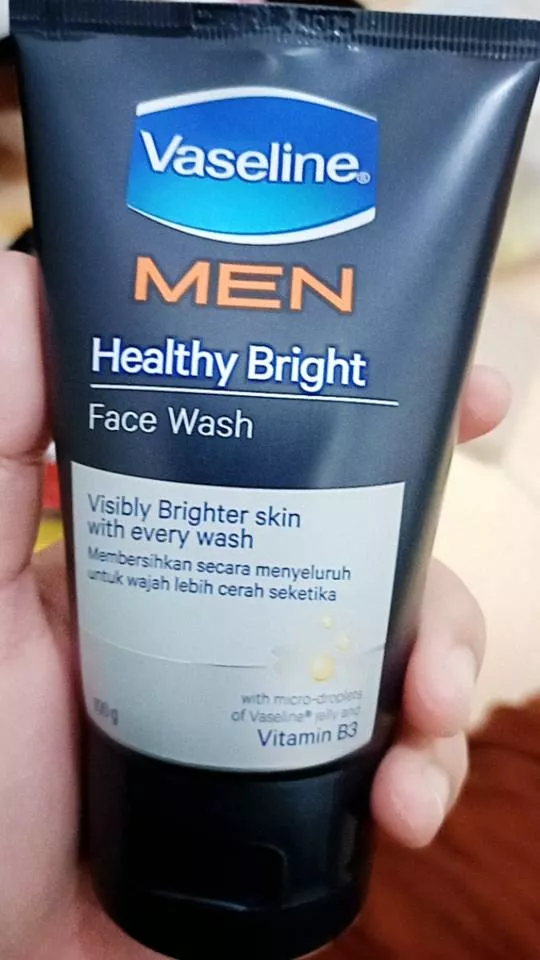 Vaseline®
MEN
Healthy Bright
Face Wash
Visibly Brighter skin
with every wash
Membersihkan secara menyeluruh
untuk wajah lebih cerah seketika
100g
with micro-droplets
of Vaseline® jelly and
Vitamin B3